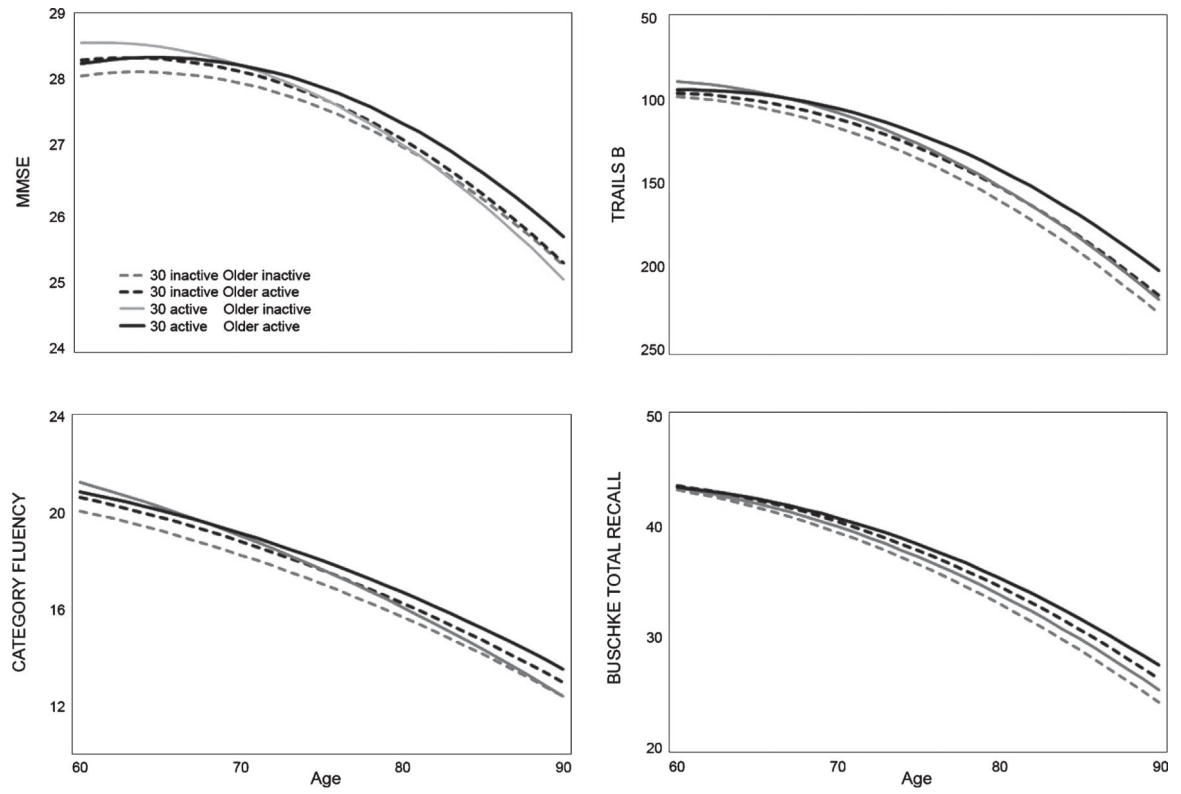 29
28
27
26
25
24
MMSE
30 inactive Older inactive
30 inactive Older active
30 active Older inactive
30 active Older active
50
100
150
200
250
TRAILS B
24
20
16
12
CATEGORY FLUENCY
60
70
80
90
Age
50
40
30
20
BUSCHKE TOTAL RECALL
60
70
80
90
Age